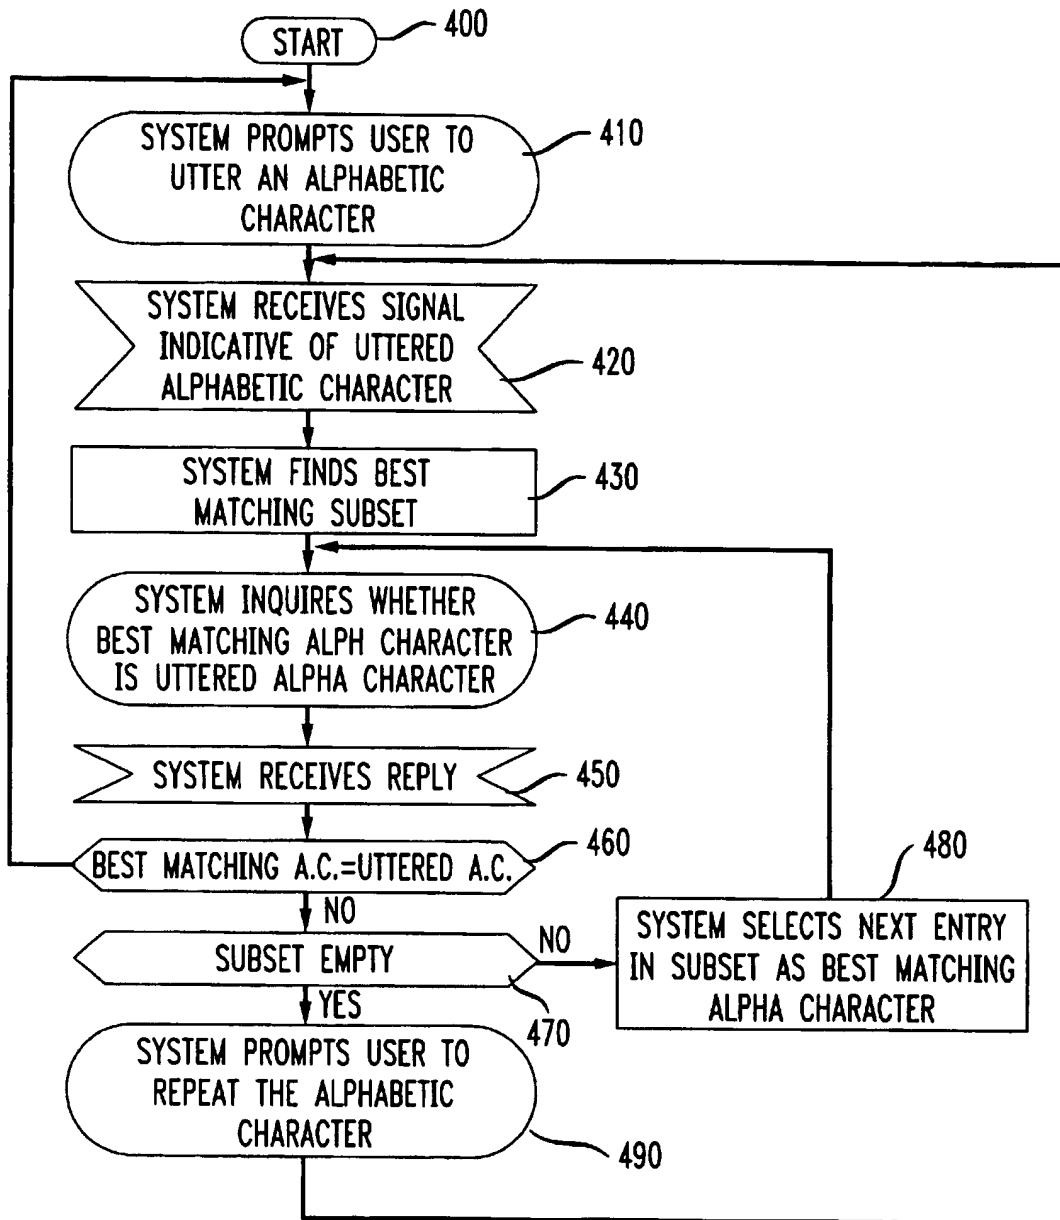 START
400
SYSTEM PROMPTS USER TO
UTTER AN ALPHABETIC
CHARACTER
410
SYSTEM RECEIVES SIGNAL
INDICATIVE OF UTTERED
ALPHABETIC CHARACTER
420
SYSTEM FINDS BEST
MATCHING SUBSET
430
SYSTEM INQUIRES WHETHER
BEST MATCHING ALPH CHARACTER
IS UTTERED ALPHA CHARACTER
440
SYSTEM RECEIVES REPLY
450
BEST MATCHING A.C.=UTTERED A.C.
460
NO
SUBSET EMPTY
470
NO
SYSTEM SELECTS NEXT ENTRY
IN SUBSET AS BEST MATCHING
ALPHA CHARACTER
480
YES
SYSTEM PROMPTS USER TO
REPEAT THE ALPHABETIC
CHARACTER
490